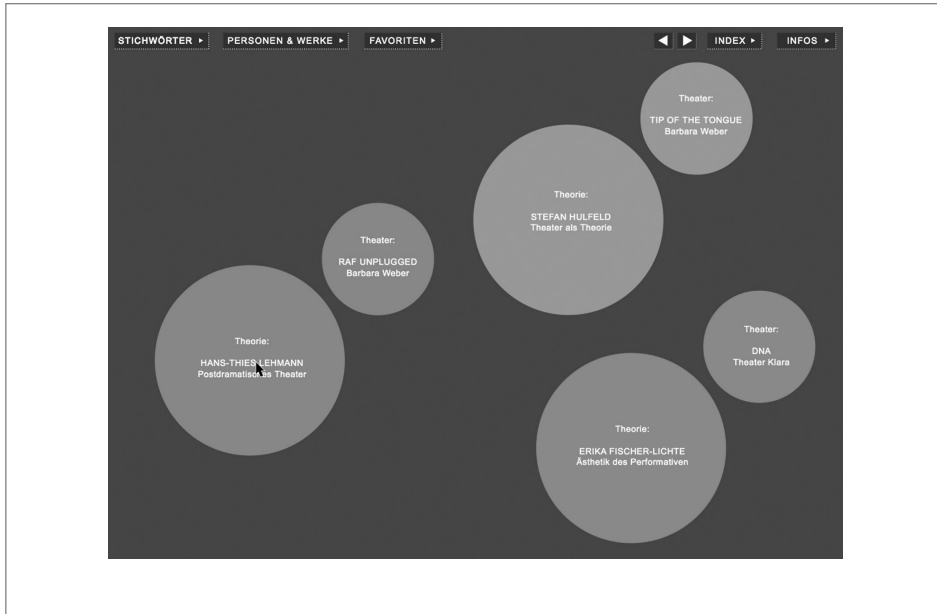 STICHWÖRTER ▸ PERSONEN & WERKE ▸ FAVORITEN ▸ ◀ ▶ INDEX ▸ INFOS ▸
Theater:
TIP OF THE TONGUE
Barbara Weber
Theorie:
STEFAN HULFELD
Theater als Theorie
Theater:
RAF UNPLUGGED
Barbara Weber
Theorie:
HANS-THIES LEHMANN
Postdramatisches Theater
Theater:
DNA
Theater Klara
Theorie:
ERIKA FISCHER-LICHTE
Ästhetik des Performativen